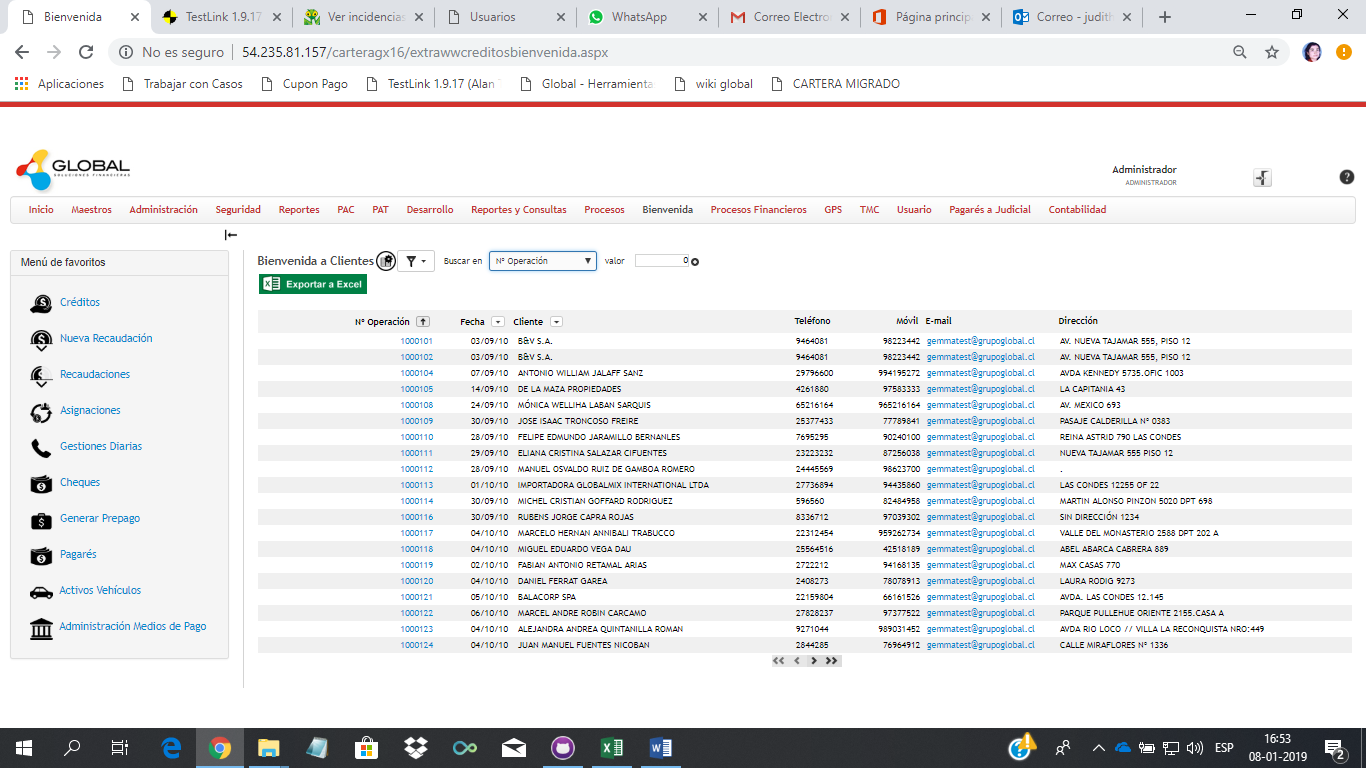 Bienvenida
TestLink 1.9.17
Ver incidencias
Usuarios
WhatsApp
Correo Electro
Página princip
Correo - judith
No es seguro
54.235.81.157/carteragx16/extrawwcreditosbienvenida.aspx
Aplicaciones
Trabajar con Casos
Cupon Pago
TestLink 1.9.17 (Alan
Global - Herramienta
wiki global
CARTERA MIGRADO
GLOBAL
SOLUCIONES FINANCIERAS
Administrador
ADMINISTRADOR
Inicio Maestros Administración Seguridad Reportes PAC PAT Desarrollo Reportes y Consultas Procesos Bienvenida Procesos Financieros GPS TMC Usuario Pagarés a Judicial Contabilidad
Menú de favoritos
Créditos
Nueva Recaudación
Recaudaciones
Asignaciones
Gestiones Diarias
Cheques
Generar Prepago
Pagarés
Activos Vehículos
Administración Medios de Pago
Bienvenida a Clientes Buscar en Nº Operación valor 0
Exportar a Excel
Nº Operación Fecha Cliente Teléfono Móvil E-mail Dirección
1000101 03/09/10 B&V S.A. 9464081 98223442 gemmatest@grupoglobal.cl AV. NUEVA TAJAMAR 555, PISO 12
1000102 03/09/10 B&V S.A. 9464081 98223442 gemmatest@grupoglobal.cl AV. NUEVA TAJAMAR 555, PISO 12
1000104 07/09/10 ANTONIO WILLIAM JALAFF SANZ 29796600 994195272 gemmatest@grupoglobal.cl AVDA KENNEDY 5735.OFIC 1003
1000105 14/09/10 DE LA MAZA PROPIEDADES 4261880 97583333 gemmatest@grupoglobal.cl LA CAPITANIA 43
1000108 24/09/10 MÓNICA WELLIHA LABAN SARQUIS 65216164 965216164 gemmatest@grupoglobal.cl AV. MEXICO 693
1000109 30/09/10 JOSE ISAAC TRONCOSO FREIRE 25377433 77789841 gemmatest@grupoglobal.cl PASAJE CALDERILLA Nº 0383
1000110 28/09/10 FELIPE EDMUNDO JARAMILLO BERNANLES 7695295 90240100 gemmatest@grupoglobal.cl REINA ASTRID 790 LAS CONDES
1000111 29/09/10 ELIANA CRISTINA SALAZAR CIFUENTES 23223232 87256038 gemmatest@grupoglobal.cl NUEVA TAJAMAR 555 PISO 12
1000112 28/09/10 MANUEL OSVALDO RUIZ DE GAMBOA ROMERO 24445569 98623700 gemmatest@grupoglobal.cl .
1000113 01/10/10 IMPORTADORA GLOBALMIX INTERNATIONAL LTDA 27736894 94435860 gemmatest@grupoglobal.cl LAS CONDES 12255 OF 22
1000114 30/09/10 MICHEL CRISTIAN GOFFARD RODRIGUEZ 596560 82484958 gemmatest@grupoglobal.cl MARTIN ALONSO PINZON 5020 DPT 698
1000116 30/09/10 RUBENS JORGE CAPRA ROJAS 8336712 97039302 gemmatest@grupoglobal.cl SIN DIRECCIÓN 1234
1000117 04/10/10 MARCELO HERNAN ANNIBALI TRABUCCO 22312454 959262734 gemmatest@grupoglobal.cl VALLE DEL MONASTERIO 2588 DPT 202 A
1000118 04/10/10 MIGUEL EDUARDO VEGA DAU 25564516 42518189 gemmatest@grupoglobal.cl ABEL ABARCA CABRERA 889
1000119 02/10/10 FABIAN ANTONIO RETAMAL ARIAS 2722212 94168135 gemmatest@grupoglobal.cl MAX CASAS 770
1000120 04/10/10 DANIEL FERRAT GAREA 2408273 78078913 gemmatest@grupoglobal.cl LAURA RODIG 9273
1000121 05/10/10 BALACORP SPA 22159804 66161526 gemmatest@grupoglobal.cl AVDA. LAS CONDES 12.145
1000122 06/10/10 MARCEL ANDRE ROBIN CARCAMO 27828237 97377522 gemmatest@grupoglobal.cl PARQUE PULLEHUE ORIENTE 2155.CASA A
1000123 04/10/10 ALEJANDRA ANDREA QUINTANILLA ROMAN 9271044 989031452 gemmatest@grupoglobal.cl AVDA RIO LOCO // VILLA LA RECONQUISTA NRO:449
1000124 04/10/10 JUAN MANUEL FUENTES NICOBAN 2844285 76964912 gemmatest@grupoglobal.cl CALLE MIRAFLORES Nº 1336
ESP
16:53
08-01-2019
2